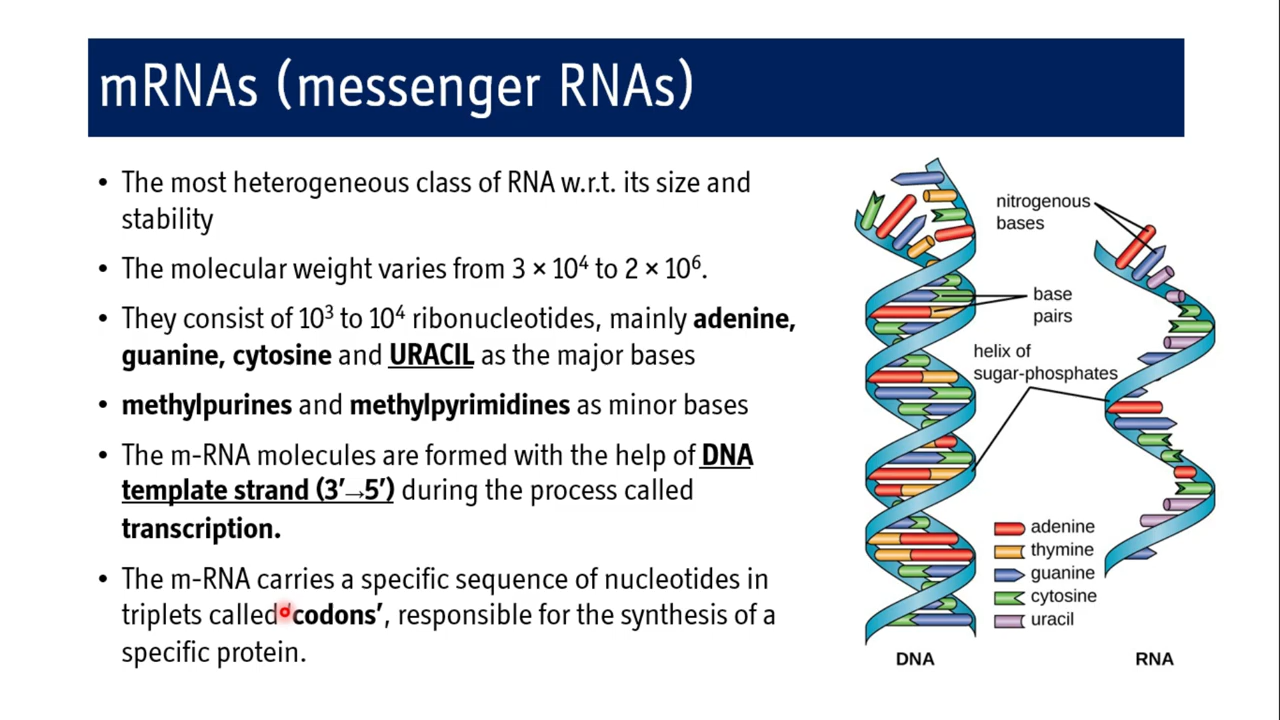 mRNAs (messenger RNAs)
• The most heterogeneous class of RNA w.r.t. its size and
stability
• The molecular weight varies from 3 × 10⁴ to 2 × 10⁶.
• They consist of 10³ to 10⁴ ribonucleotides, mainly adenine,
guanine, cytosine and URACIL as the major bases
• methylpurines and methylpyrimidines as minor bases
• The m-RNA molecules are formed with the help of DNA
template strand (3′→5′) during the process called
transcription.
• The m-RNA carries a specific sequence of nucleotides in
triplets called codons’, responsible for the synthesis of a
specific protein.
nitrogenous
bases
base
pairs
helix of
sugar-phosphates
adenine
thymine
guanine
cytosine
uracil
DNA
RNA